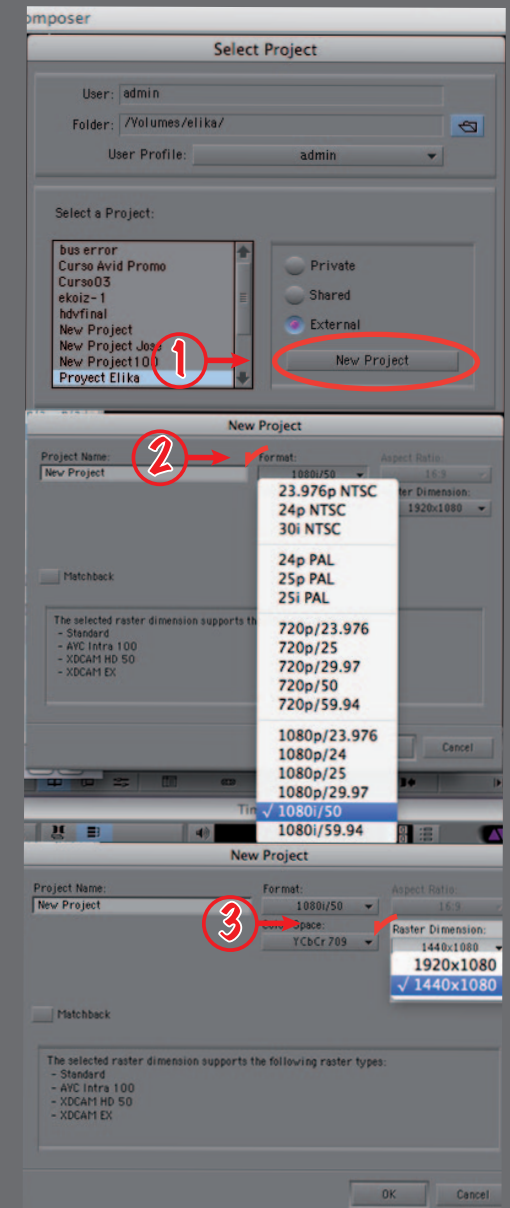 omposer
Select Project
User: admin
Folder: /Volumes/elika/
User Profile: admin
Select a Project:
bus error
Curso Avid Promo
Curso03
ekoiz-1
hdvfinal
New Project
New Project Jose
New Project100
Proyect Elika
Private
Shared
External
New Project
1
New Project
Project Name:
New Project
2
Format:
1080i/50
Aspect Ratio:
16:9
ter Dimension:
1920x1080
23.976p NTSC
24p NTSC
30i NTSC
24p PAL
25p PAL
25i PAL
720p/23.976
720p/25
720p/29.97
720p/50
720p/59.94
1080p/23.976
1080p/24
1080p/25
1080p/29.97
√ 1080i/50
1080i/59.94
Matchback
The selected raster dimension supports th
- Standard
- AVC Intra 100
- XDCAM HD 50
- XDCAM EX
Cancel
Tim
New Project
Project Name:
New Project
Format:
1080i/50
Aspect Ratio:
16:9
3
Space:
YCbCr 709
Raster Dimension:
1440x1080
1920x1080
√ 1440x1080
Matchback
The selected raster dimension supports the following raster types:
- Standard
- AVC Intra 100
- XDCAM HD 50
- XDCAM EX
OK Cancel